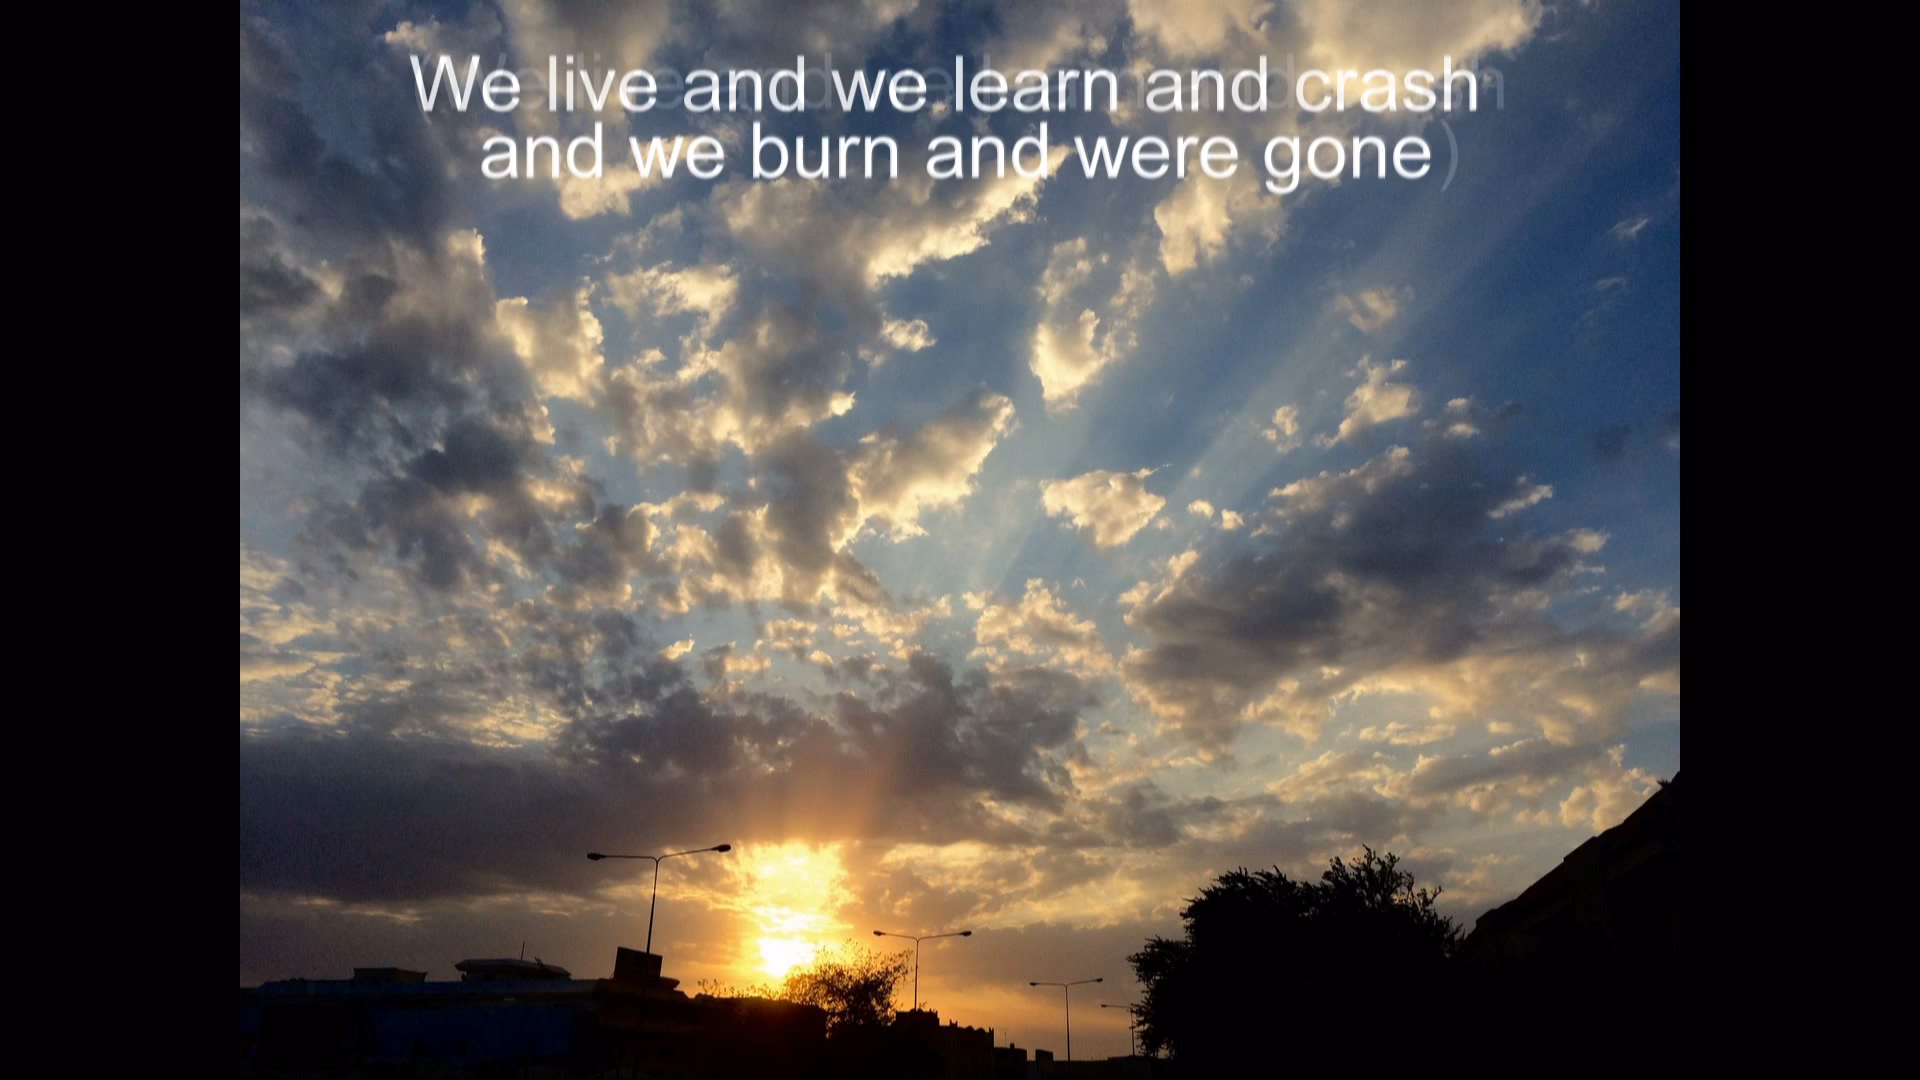 We live and we learn and crash
and we burn and were gone)